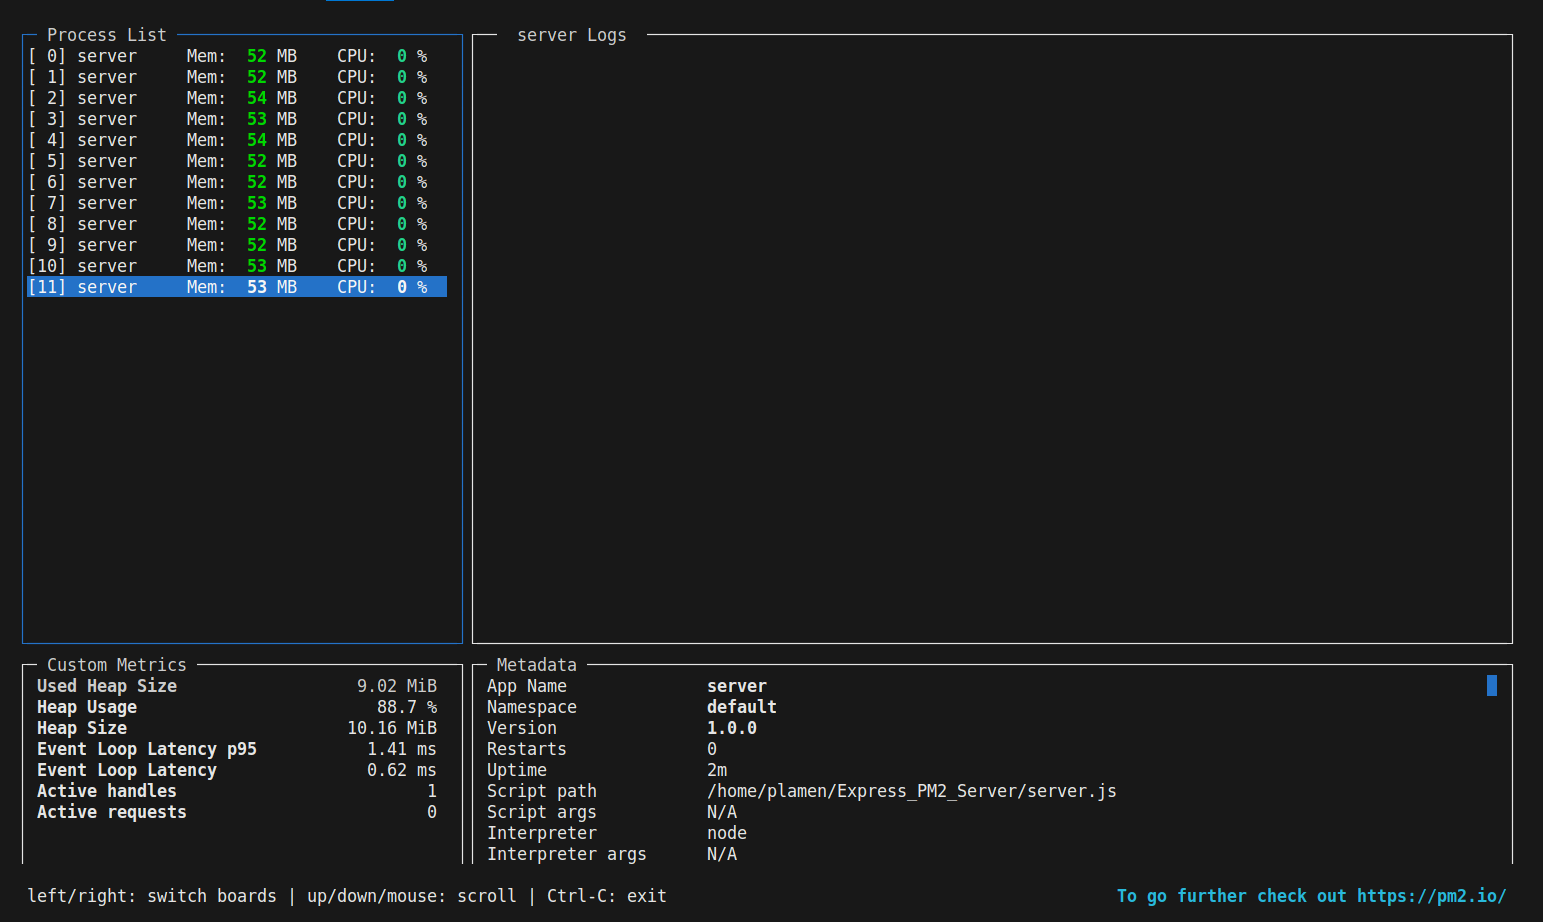 Process List
[ 0] server     Mem:  52 MB    CPU:  0 %
[ 1] server     Mem:  52 MB    CPU:  0 %
[ 2] server     Mem:  54 MB    CPU:  0 %
[ 3] server     Mem:  53 MB    CPU:  0 %
[ 4] server     Mem:  54 MB    CPU:  0 %
[ 5] server     Mem:  52 MB    CPU:  0 %
[ 6] server     Mem:  52 MB    CPU:  0 %
[ 7] server     Mem:  53 MB    CPU:  0 %
[ 8] server     Mem:  52 MB    CPU:  0 %
[ 9] server     Mem:  52 MB    CPU:  0 %
[10] server     Mem:  53 MB    CPU:  0 %
[11] server     Mem:  53 MB    CPU:  0 %
server Logs
Custom Metrics
Used Heap Size 9.02 MiB
Heap Usage 88.7 %
Heap Size 10.16 MiB
Event Loop Latency p95 1.41 ms
Event Loop Latency 0.62 ms
Active handles 1
Active requests 0
Metadata
App Name server
Namespace default
Version 1.0.0
Restarts 0
Uptime 2m
Script path /home/plamen/Express_PM2_Server/server.js
Script args N/A
Interpreter node
Interpreter args N/A
left/right: switch boards | up/down/mouse: scroll | Ctrl-C: exit
To go further check out https://pm2.io/